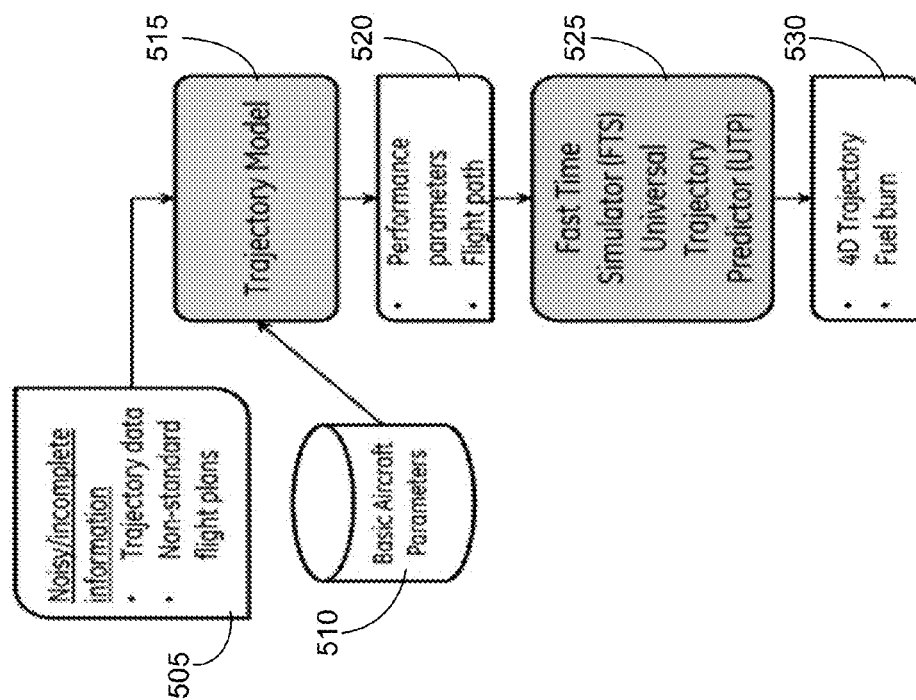 505
Noisy/incomplete
information
• Trajectory data
• Non-standard
flight plans
510
Basic Aircraft
Parameters
515
Trajectory Model
520
• Performance
parameters
• Flight path
525
Fast Time
Simulator (FTS)
Universal
Trajectory
Predictor (UTP)
530
• 4D Trajectory
• Fuel burn